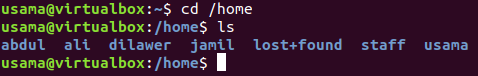 usama@virtualbox:~$ cd /home
usama@virtualbox:/home$ ls
abdul  ali  dilawer  jamil  lost+found  staff  usama
usama@virtualbox:/home$